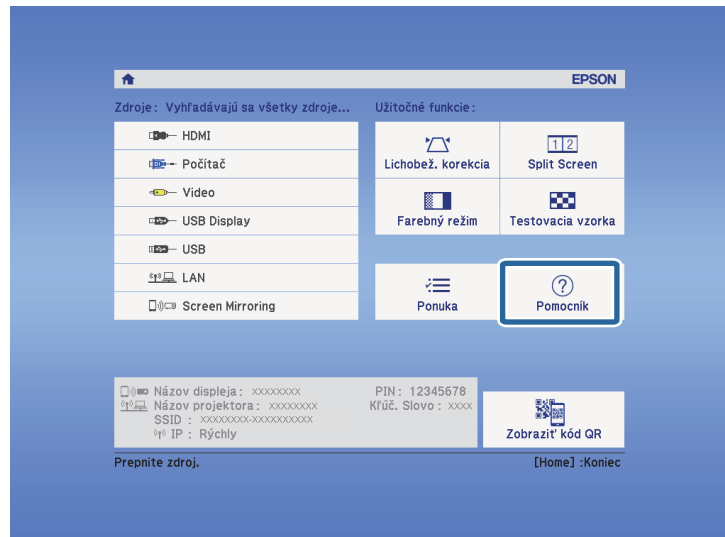 EPSON
Zdroje: Vyhľadávajú sa všetky zdroje...
HDMI
Počítač
Video
USB Display
USB
LAN
Screen Mirroring
Užitočné funkcie:
Lichobež. korekcia
1 2
Split Screen
Farebný režim
Testovacia vzorka
Ponuka
?
Pomocník
Názov displeja: xxxxxxxx
Názov projektora: xxxxxxxx
SSID : xxxxxxxx-xxxxxxxxxx
IP : Rýchly
PIN: 12345678
Kľúč. Slovo: xxxx
Zobraziť kód QR
Prepnite zdroj.
[Home] :Koniec